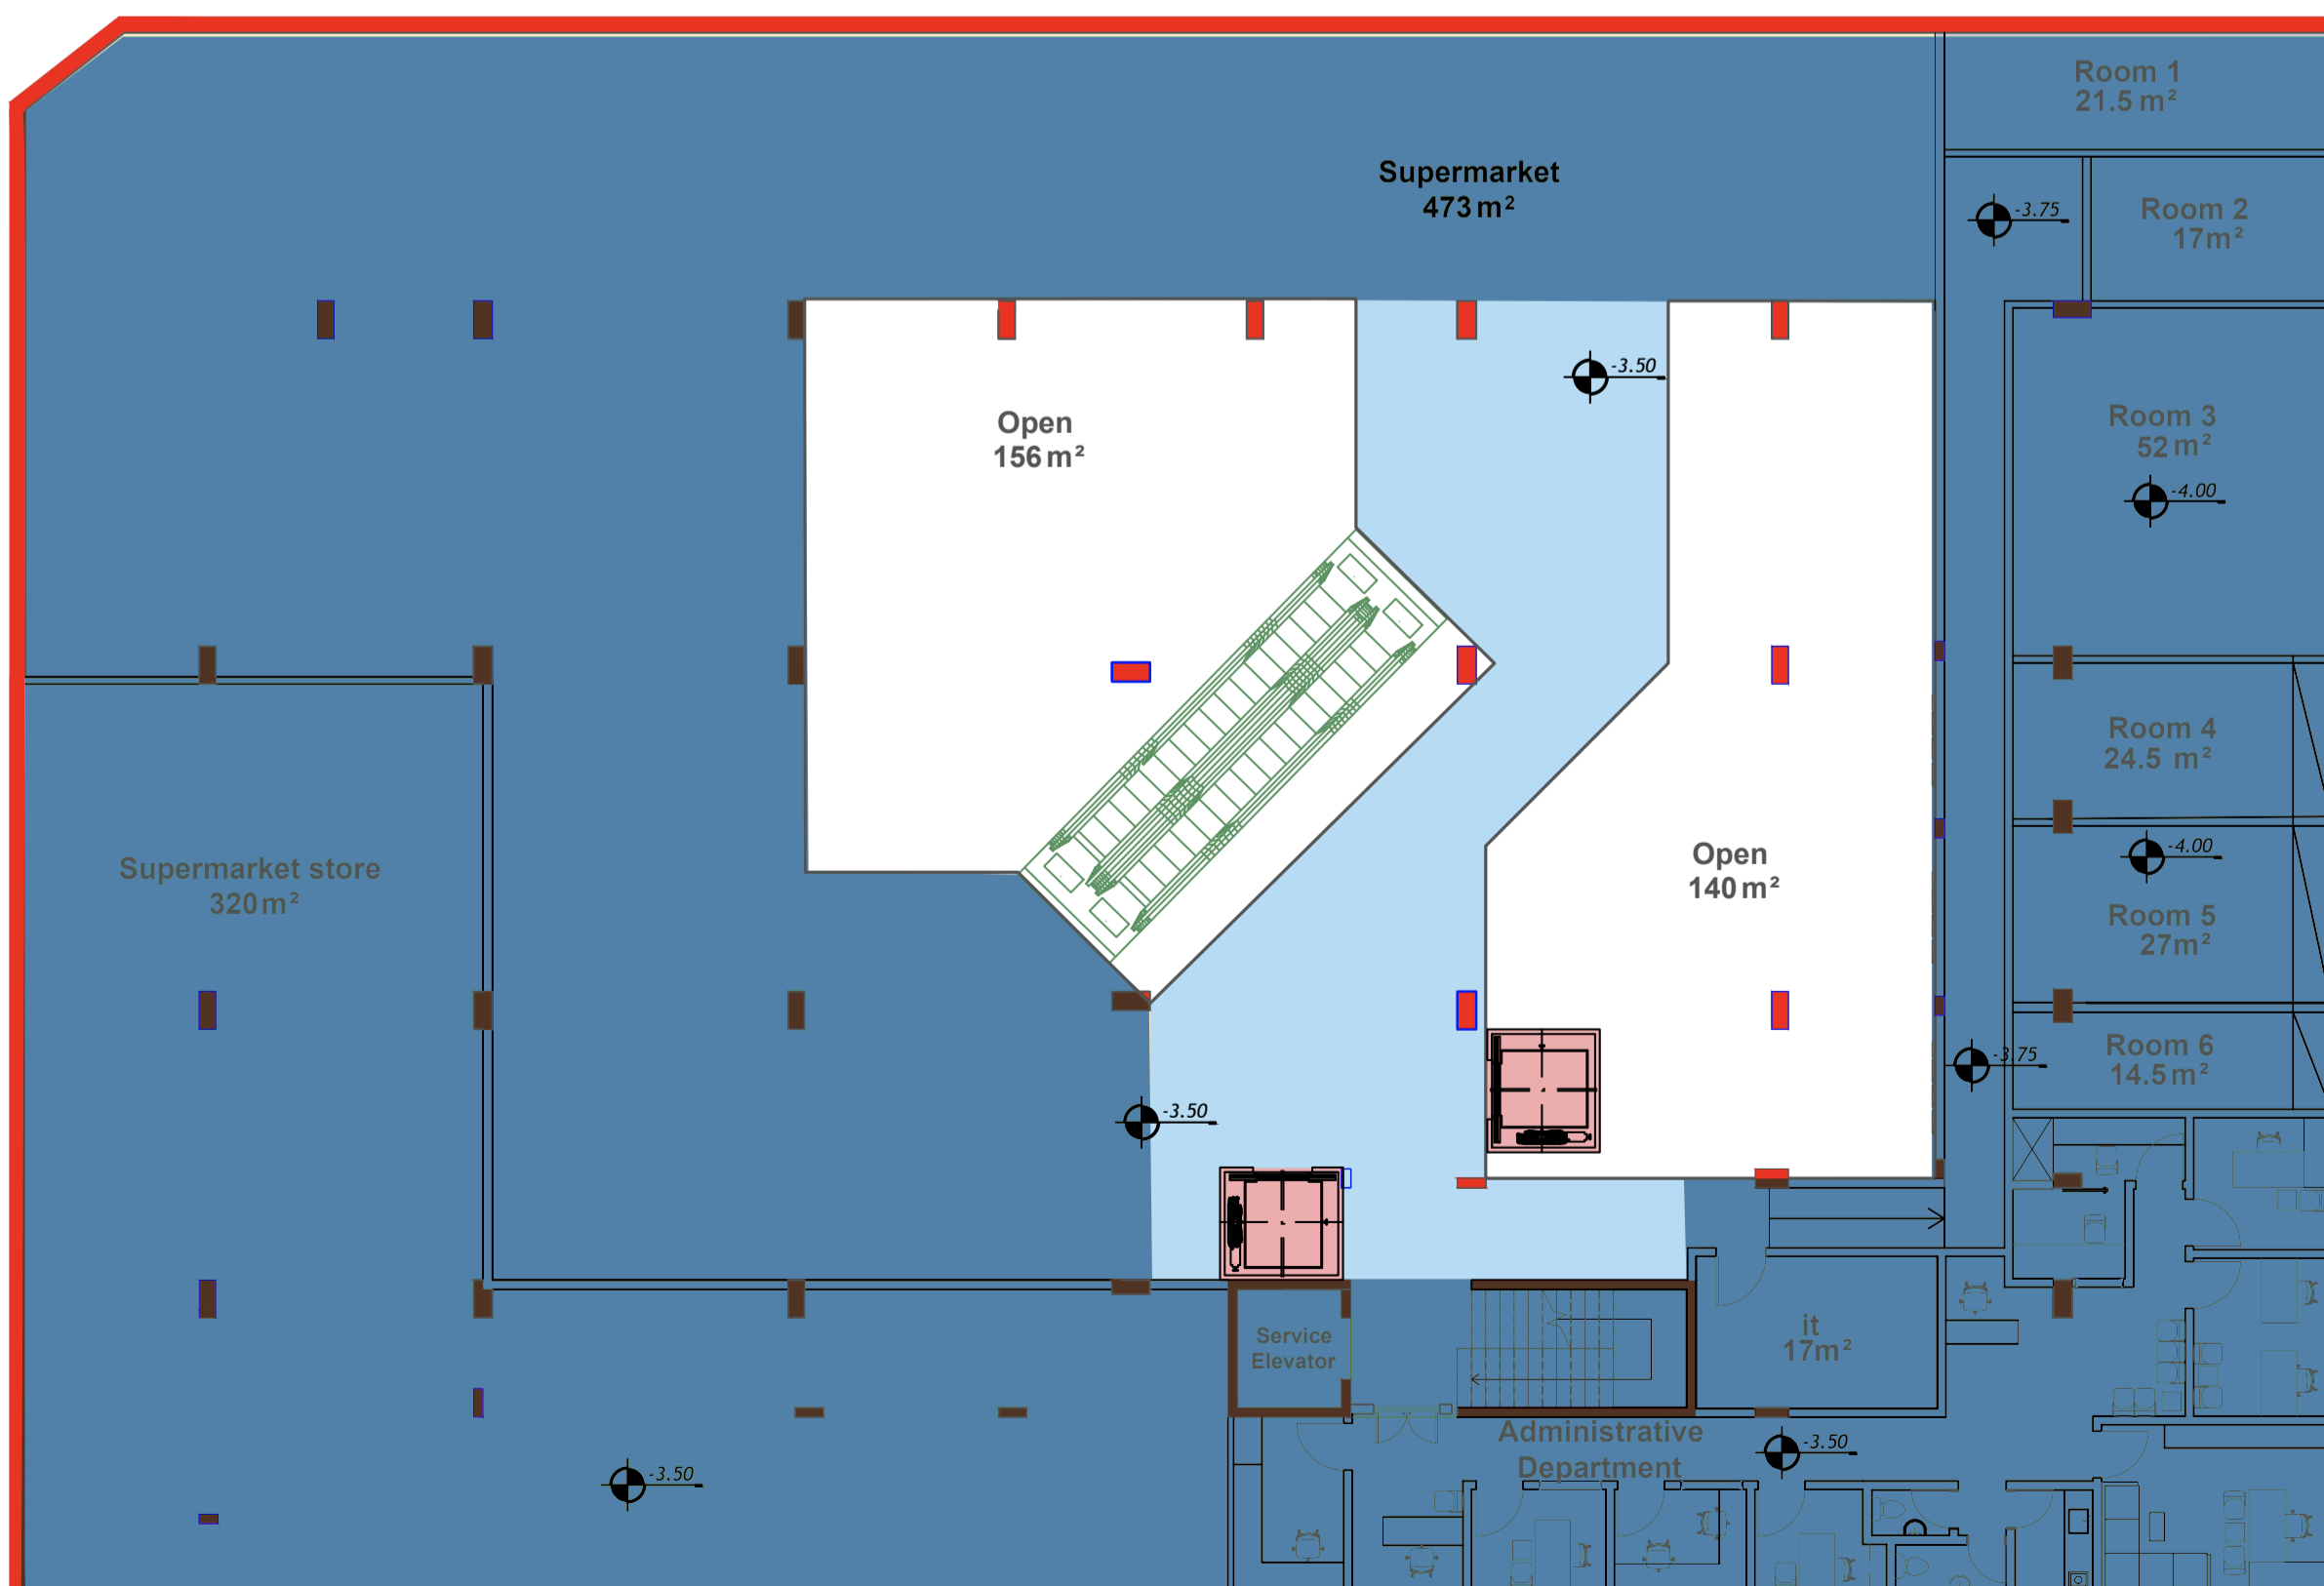 Room 1
21.5 m²
Supermarket
473 m²
-3.75
Room 2
17m²
-3.50
Open
156 m²
Room 3
52 m²
-4.00
Room 4
24.5 m²
Supermarket store
320 m²
Open
140 m²
-4.00
Room 5
27m²
Room 6
14.5 m²
-3.75
-3.50
Service
Elevator
it
17m²
Administrative
Department
-3.50
-3.50